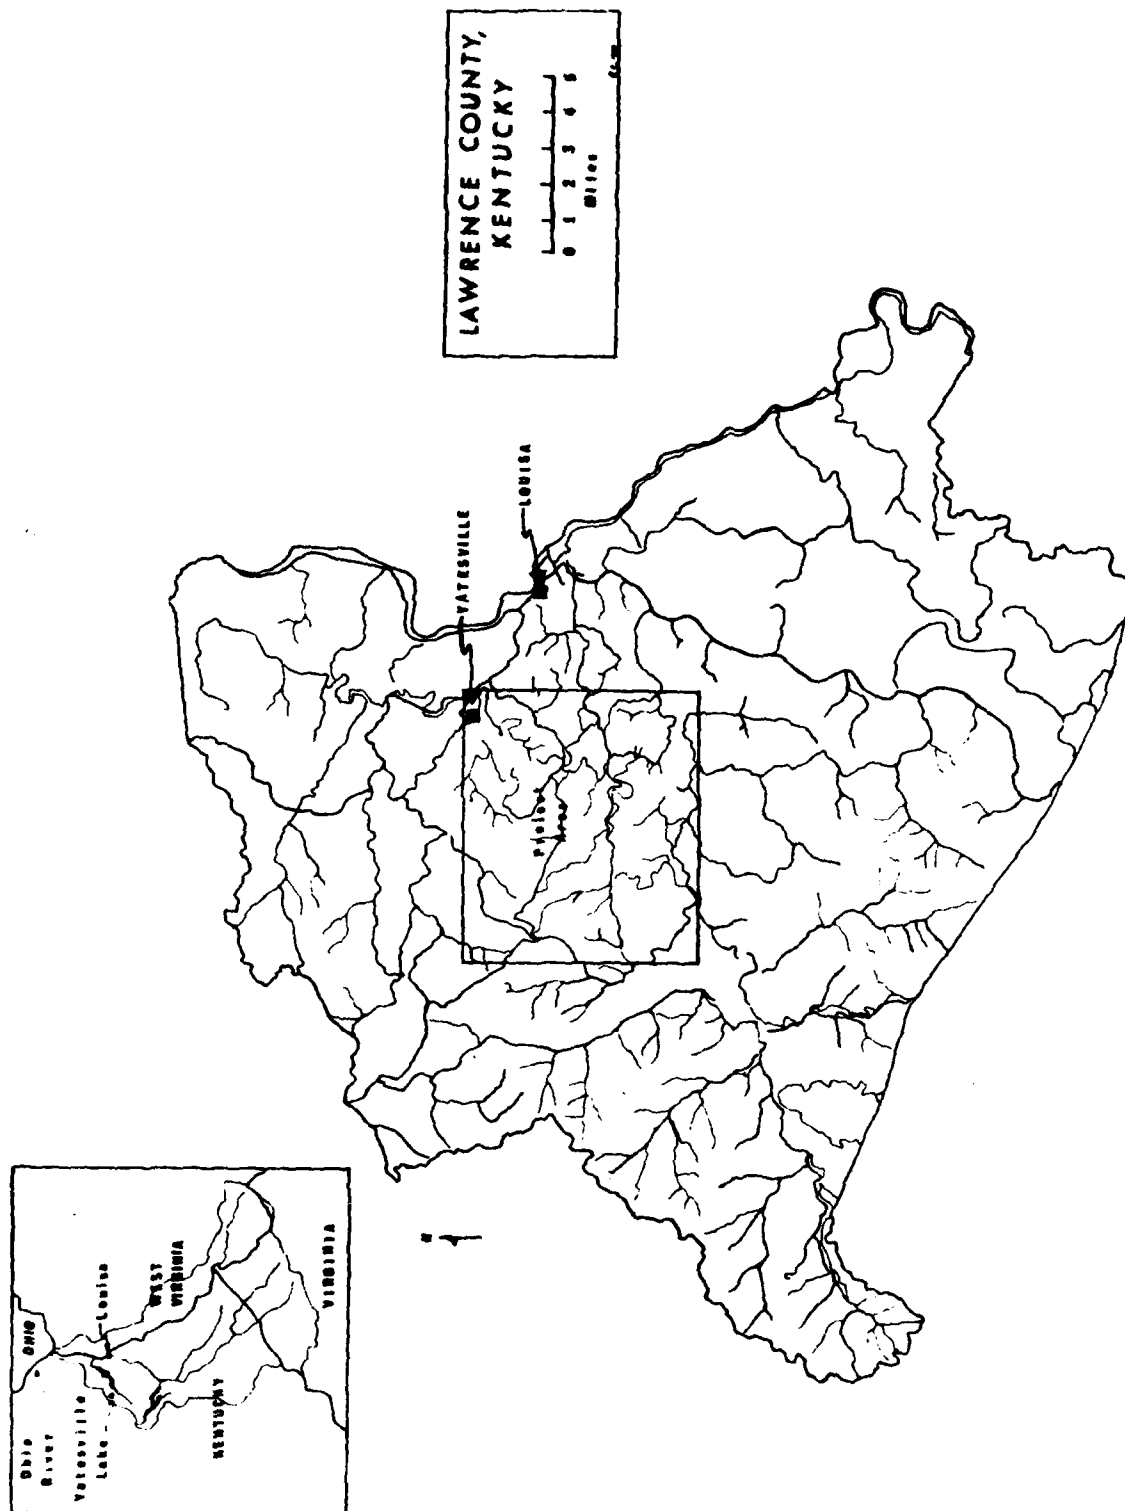 LAWRENCE COUNTY,
KENTUCKY
0 1 2 3 4 5
Miles
YATESVILLE
LOUISA
Project
Area
N
OHIO
Ohio
River
Yatesville
Lake
Louisa
WEST
VIRGINIA
KENTUCKY
VIRGINIA